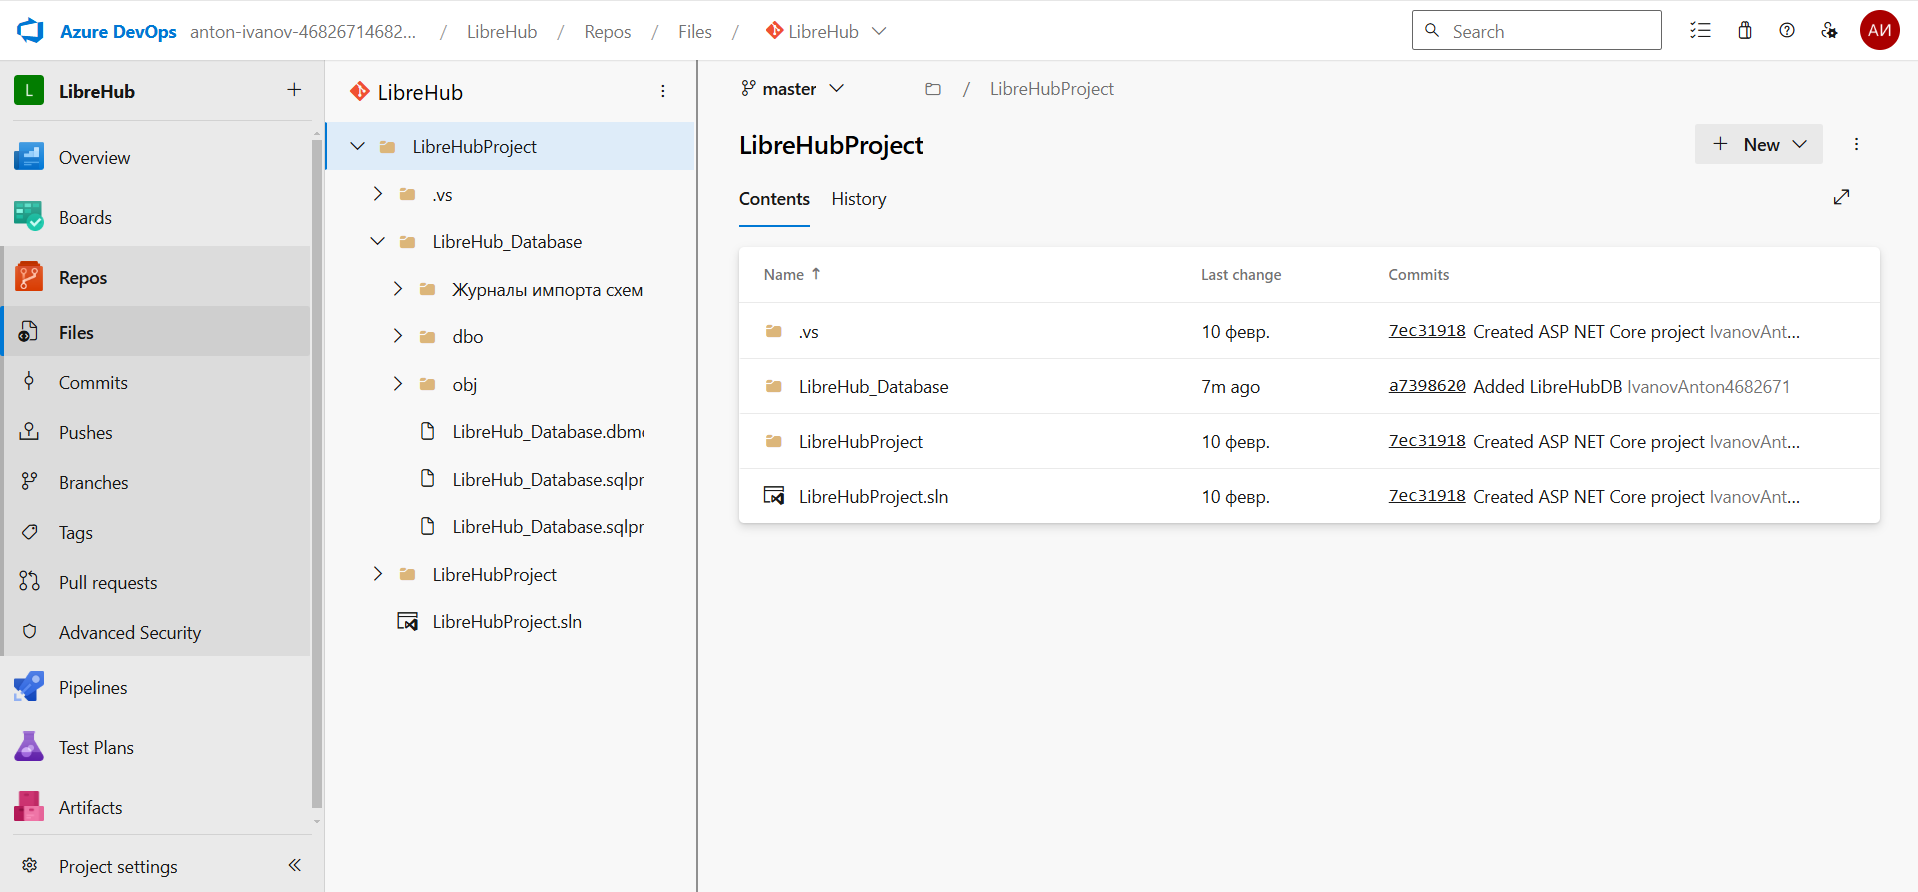 Azure DevOps anton-ivanov-46826714682... / LibreHub / Repos / Files / LibreHub
Search
АИ
L LibreHub
Overview
Boards
Repos
Files
Commits
Pushes
Branches
Tags
Pull requests
Advanced Security
Pipelines
Test Plans
Artifacts
Project settings
LibreHub
LibreHubProject
.vs
LibreHub_Database
Журналы импорта схем
dbo
obj
LibreHub_Database.dbm
LibreHub_Database.sqlpr
LibreHub_Database.sqlpr
LibreHubProject
LibreHubProject.sln
master / LibreHubProject
LibreHubProject
New
Contents History
Name ↑ Last change Commits
.vs 10 февр. 7ec31918 Created ASP NET Core project IvanovAnt...
LibreHub_Database 7m ago a7398620 Added LibreHubDB IvanovAnton4682671
LibreHubProject 10 февр. 7ec31918 Created ASP NET Core project IvanovAnt...
LibreHubProject.sln 10 февр. 7ec31918 Created ASP NET Core project IvanovAnt...